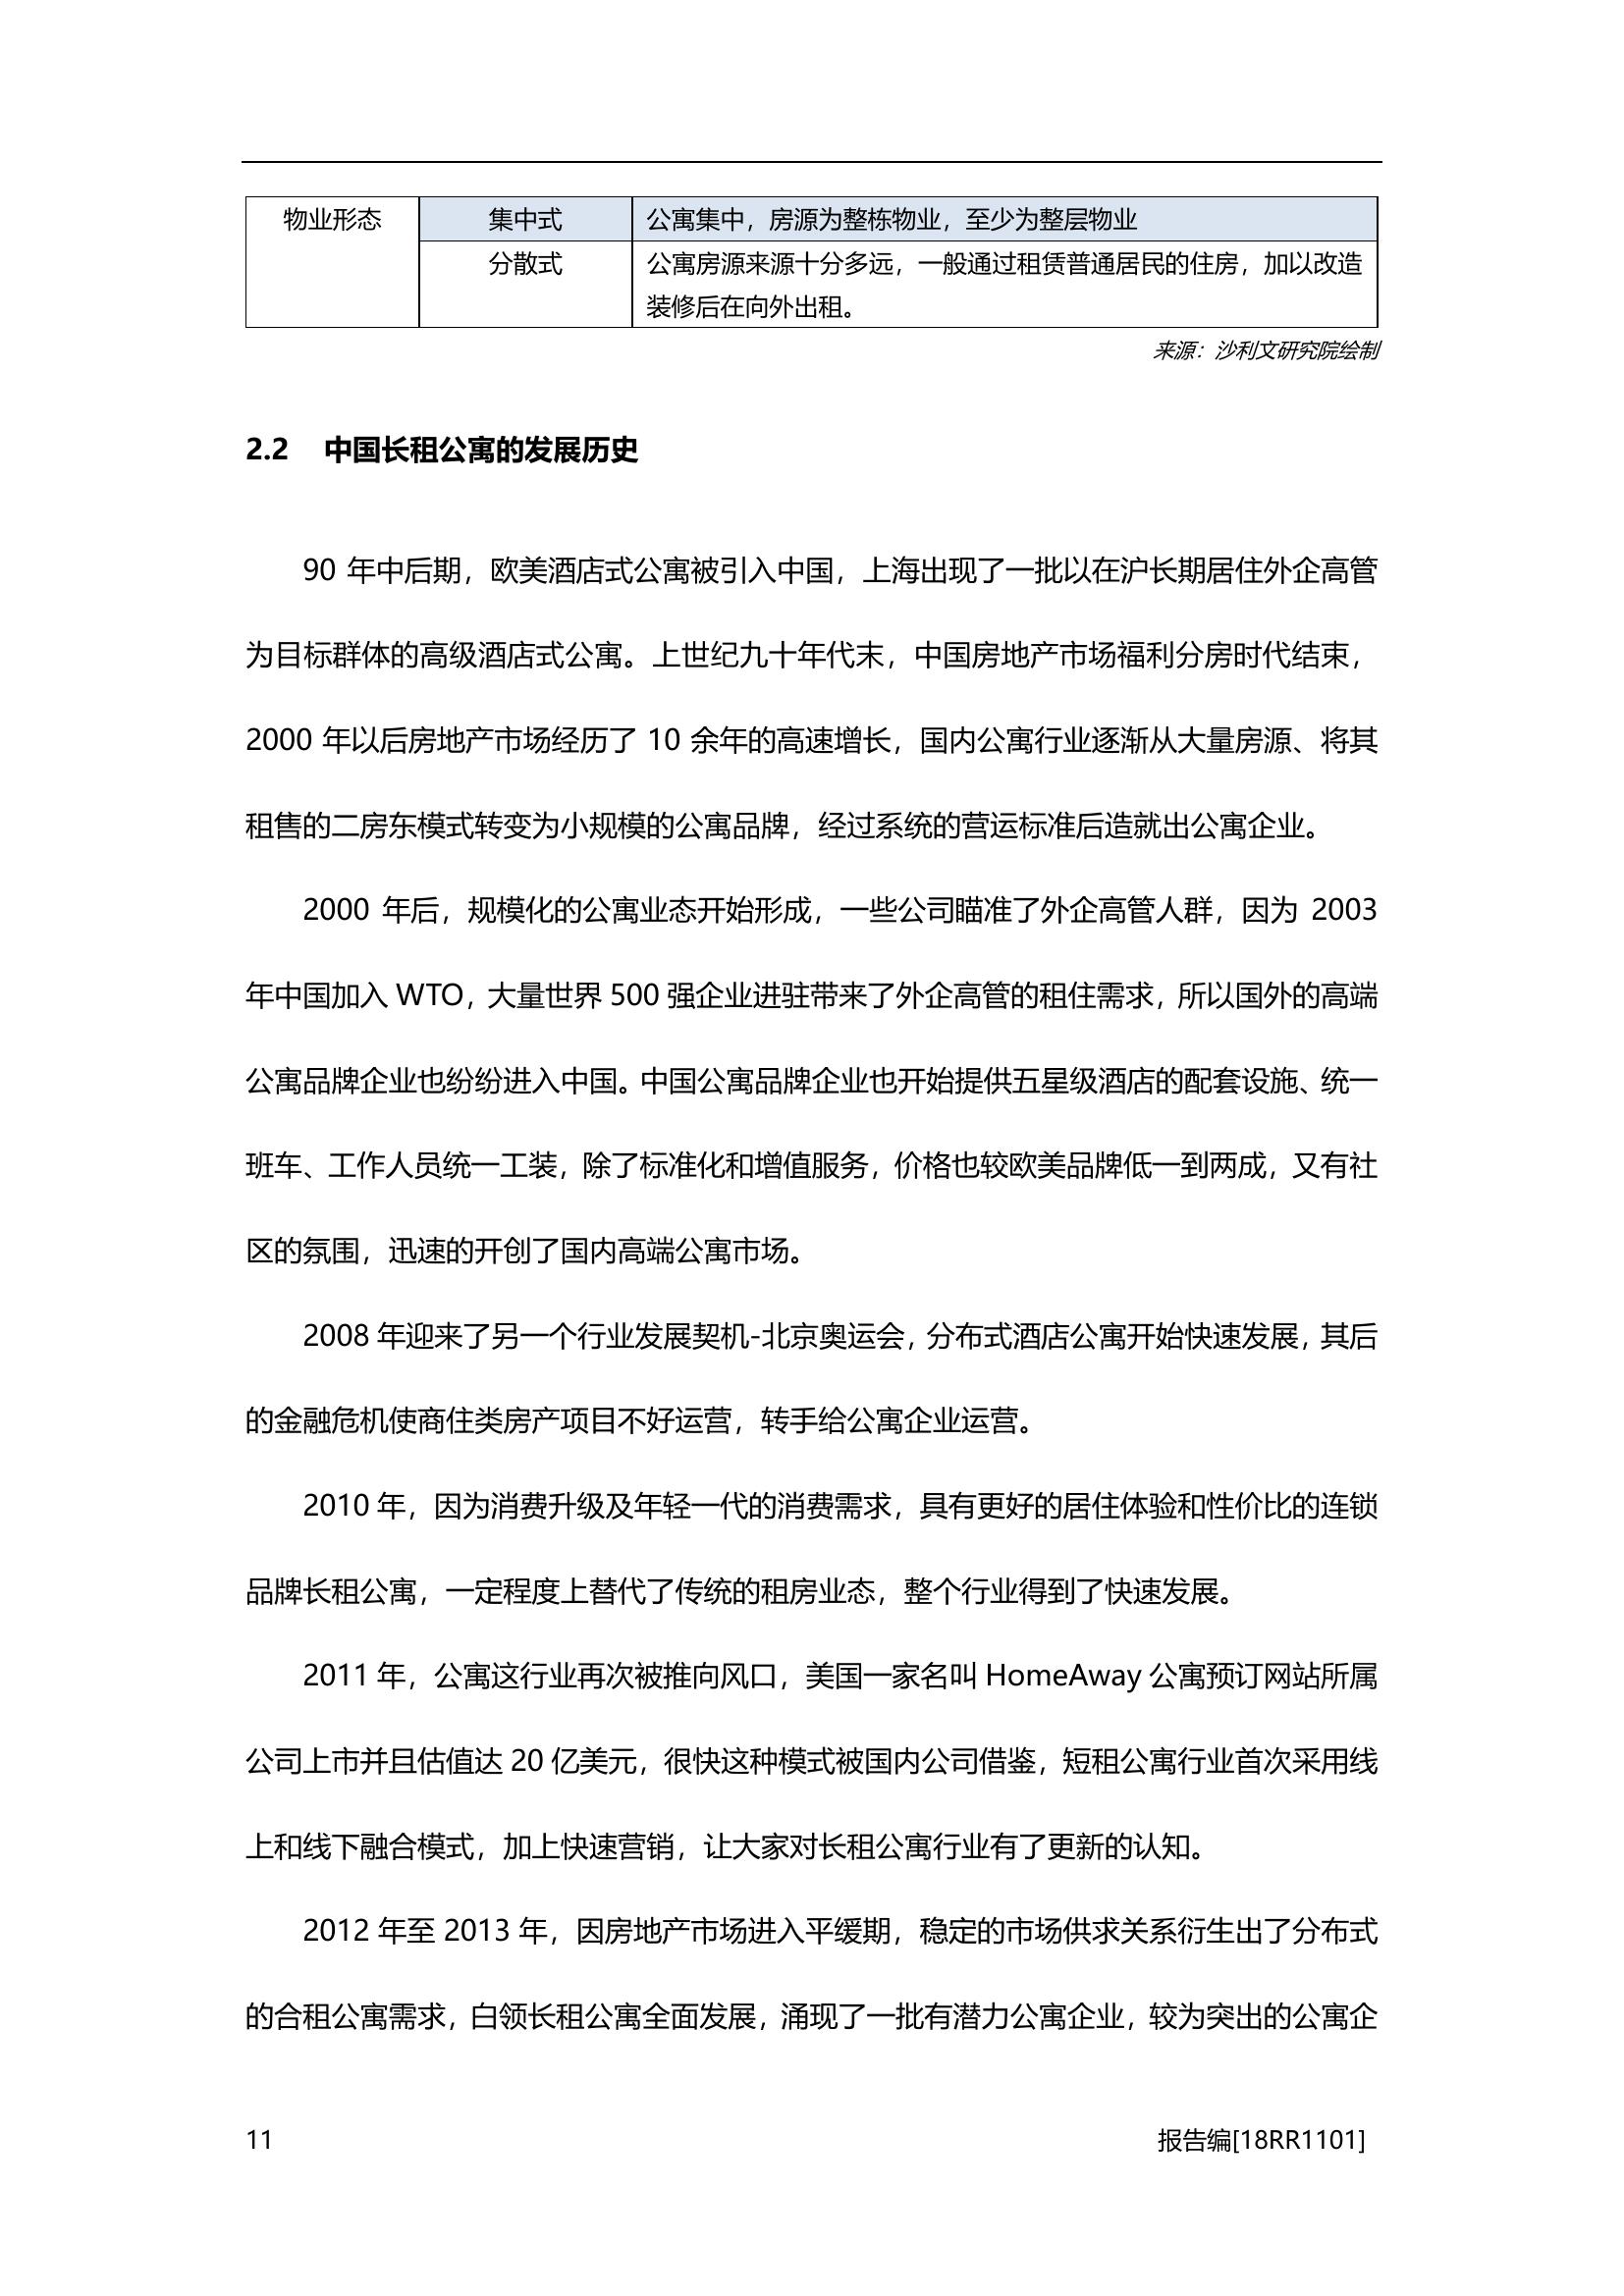 物业形态 集中式 公寓集中，房源为整栋物业，至少为整层物业
分散式 公寓房源来源十分多远，一般通过租赁普通居民的住房，加以改造
装修后在向外出租。
来源：沙利文研究院绘制
2.2 中国长租公寓的发展历史
90 年中后期，欧美酒店式公寓被引入中国，上海出现了一批以在沪长期居住外企高管
为目标群体的高级酒店式公寓。上世纪九十年代末，中国房地产市场福利分房时代结束，
2000 年以后房地产市场经历了 10 余年的高速增长，国内公寓行业逐渐从大量房源、将其
租售的二房东模式转变为小规模的公寓品牌，经过系统的营运标准后造就出公寓企业。
2000 年后，规模化的公寓业态开始形成，一些公司瞄准了外企高管人群，因为 2003
年中国加入 WTO，大量世界 500 强企业进驻带来了外企高管的租住需求，所以国外的高端
公寓品牌企业也纷纷进入中国。中国公寓品牌企业也开始提供五星级酒店的配套设施、统一
班车、工作人员统一工装，除了标准化和增值服务，价格也较欧美品牌低一到两成，又有社
区的氛围，迅速的开创了国内高端公寓市场。
2008 年迎来了另一个行业发展契机-北京奥运会，分布式酒店公寓开始快速发展，其后
的金融危机使商住类房产项目不好运营，转手给公寓企业运营。
2010 年，因为消费升级及年轻一代的消费需求，具有更好的居住体验和性价比的连锁
品牌长租公寓，一定程度上替代了传统的租房业态，整个行业得到了快速发展。
2011 年，公寓这行业再次被推向风口，美国一家名叫 HomeAway 公寓预订网站所属
公司上市并且估值达 20 亿美元，很快这种模式被国内公司借鉴，短租公寓行业首次采用线
上和线下融合模式，加上快速营销，让大家对长租公寓行业有了更新的认知。
2012 年至 2013 年，因房地产市场进入平缓期，稳定的市场供求关系衍生出了分布式
的合租公寓需求，白领长租公寓全面发展，涌现了一批有潜力公寓企业，较为突出的公寓企
11 报告编[18RR1101]